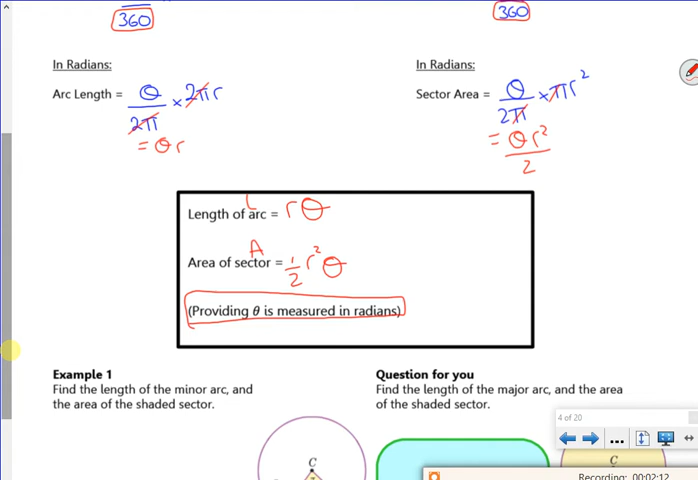 360
360
In Radians:
Arc Length = θ/2π × 2πr
= θr
In Radians:
Sector Area = θ/2π × πr²
= θr²/2
L
Length of arc = rθ
A
Area of sector = 1/2 r²θ
(Providing θ is measured in radians)
Example 1
Find the length of the minor arc, and
the area of the shaded sector.
C
Question for you
Find the length of the major arc, and the area
of the shaded sector.
4 of 20
...
C
Recording: 00:02:12